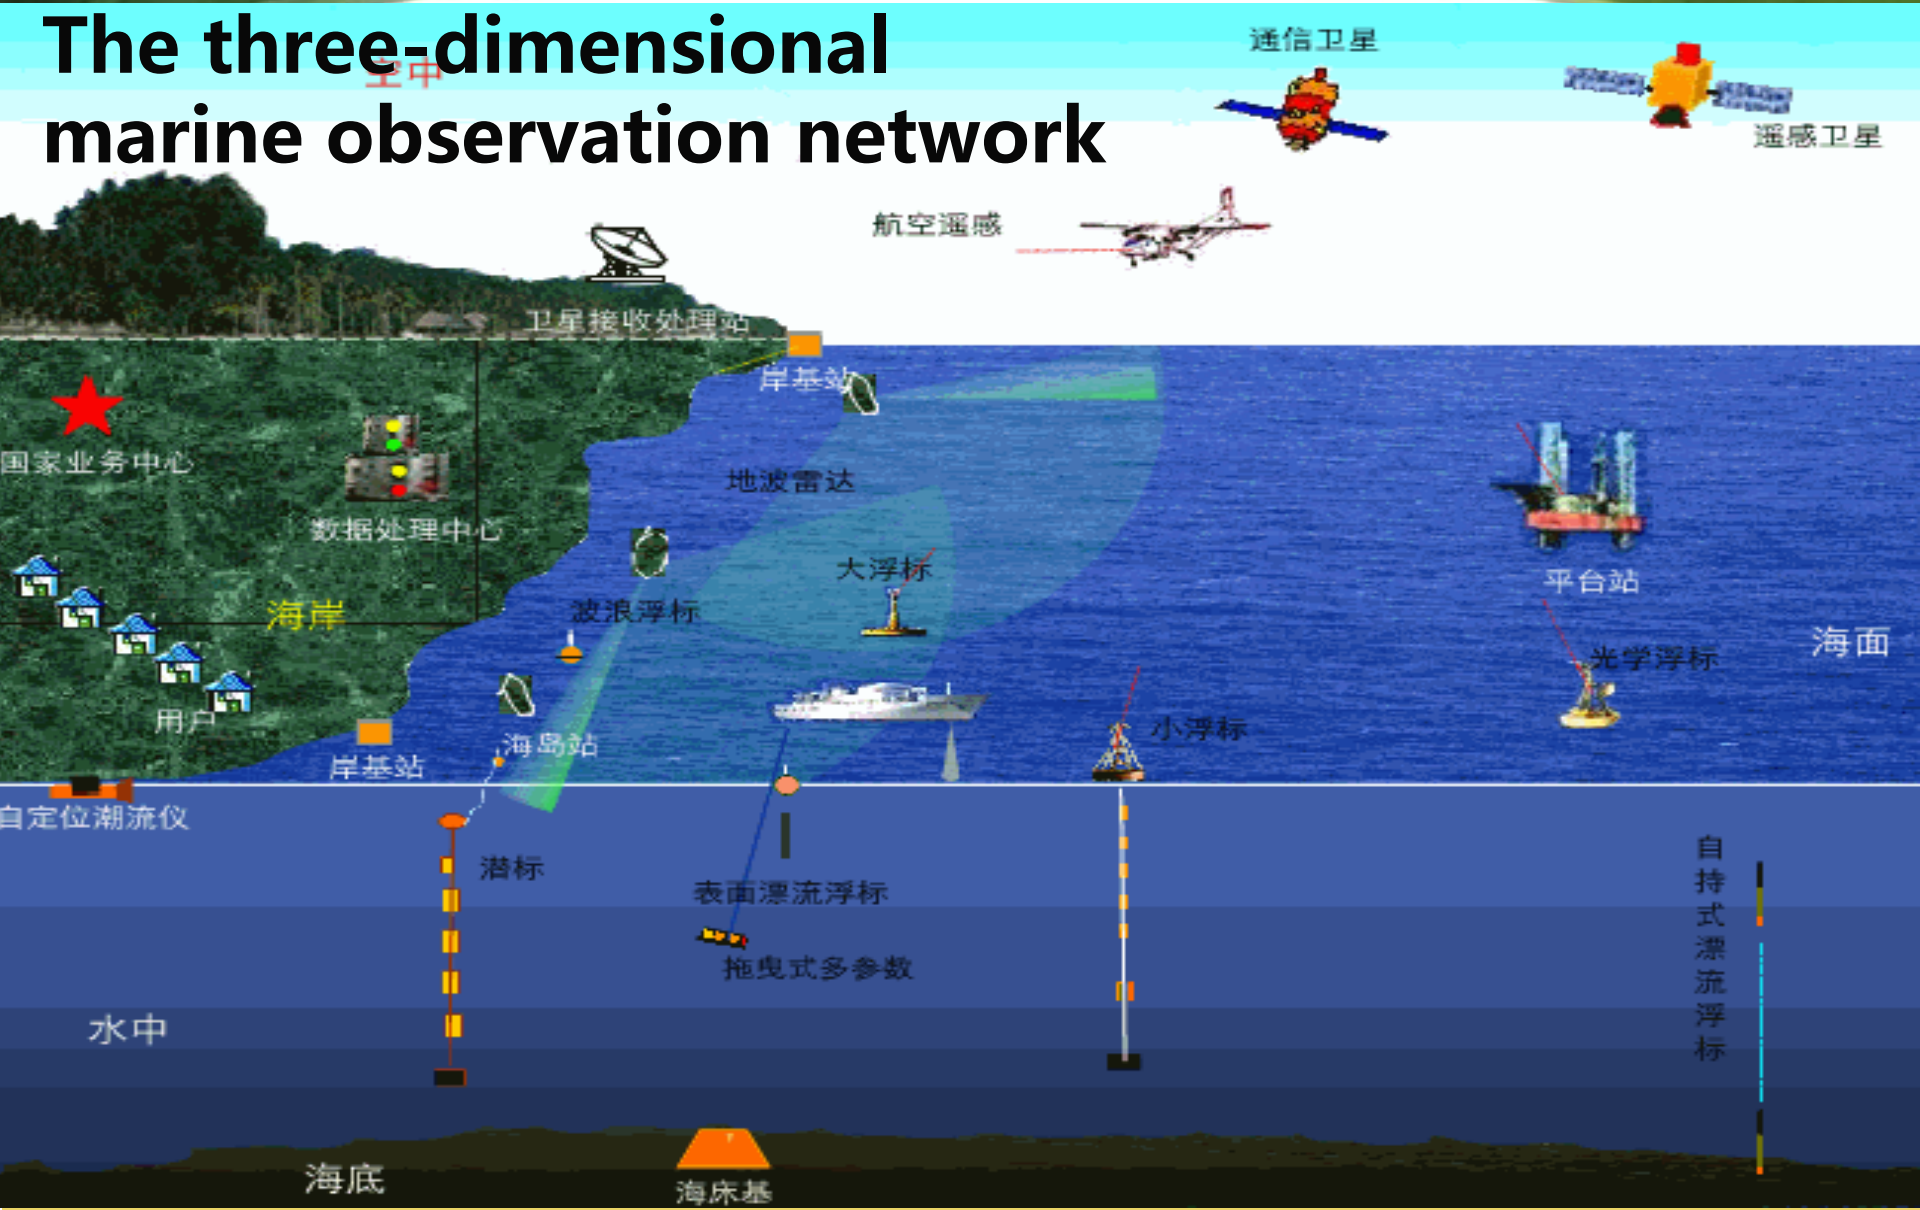 The three-dimensional
marine observation network
空中
通信卫星
遥感卫星
航空遥感
卫星接收处理站
岸基站
国家业务中心
地波雷达
数据处理中心
大浮标
平台站
海岸
波浪浮标
海面
光学浮标
用户
小浮标
海岛站
岸基站
自定位潮流仪
潜标
表面漂流浮标
自持式漂流浮标
拖曳式多参数
水中
海底
海床基